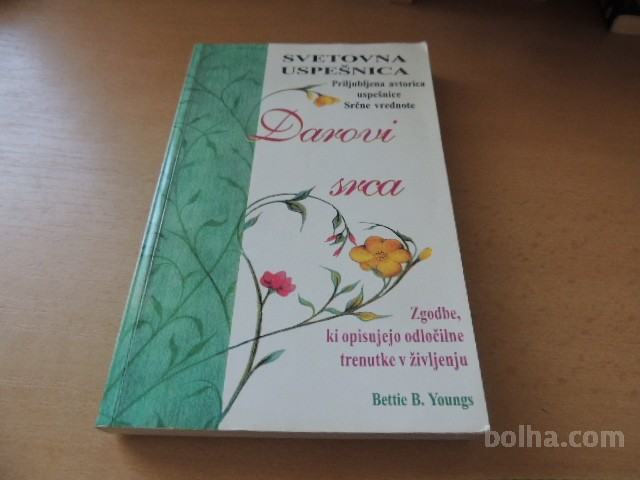 SVETOVNA
USPEŠNICA
Priljubljena avtorica
uspešnice
Srčne vrednote
Darovi
srca
Zgodbe,
ki opisujejo odločilne
trenutke v življenju
Bettie B. Youngs
bolha.com